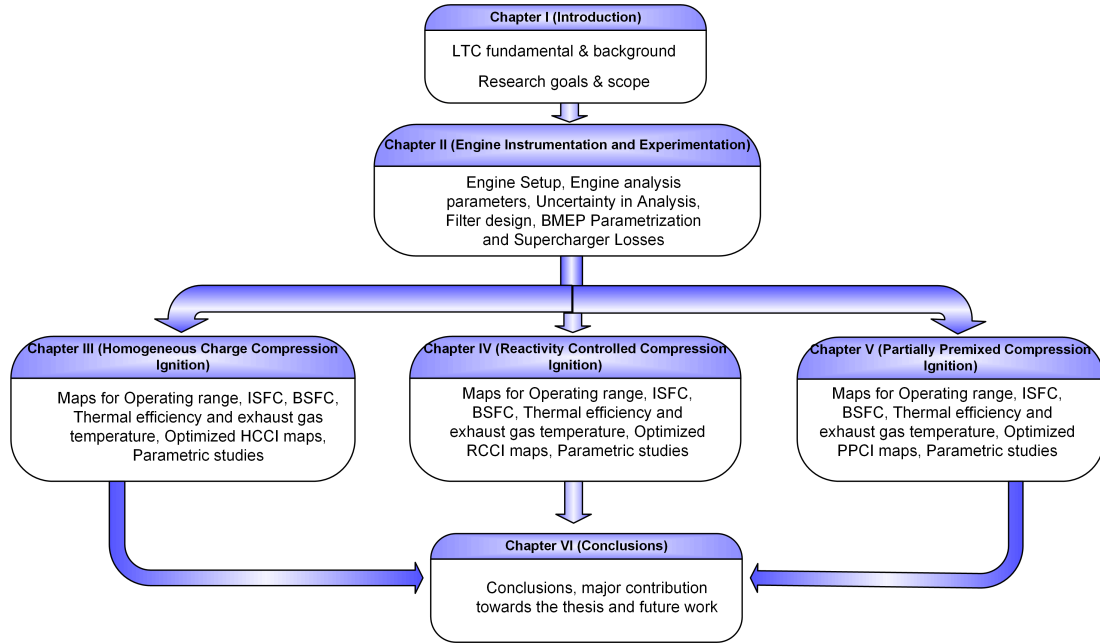 Chapter I (Introduction)
LTC fundamental & background
Research goals & scope
Chapter II (Engine Instrumentation and Experimentation)
Engine Setup, Engine analysis
parameters, Uncertainty in Analysis,
Filter design, BMEP Parametrization
and Supercharger Losses
Chapter III (Homogeneous Charge Compression
Ignition)
Maps for Operating range, ISFC, BSFC,
Thermal efficiency and exhaust gas
temperature, Optimized HCCI maps,
Parametric studies
Chapter IV (Reactivity Controlled Compression
Ignition)
Maps for Operating range, ISFC,
BSFC, Thermal efficiency and
exhaust gas temperature, Optimized
RCCI maps, Parametric studies
Chapter V (Partially Premixed Compression
Ignition)
Maps for Operating range, ISFC,
BSFC, Thermal efficiency and
exhaust gas temperature, Optimized
PPCI maps, Parametric studies
Chapter VI (Conclusions)
Conclusions, major contribution
towards the thesis and future work